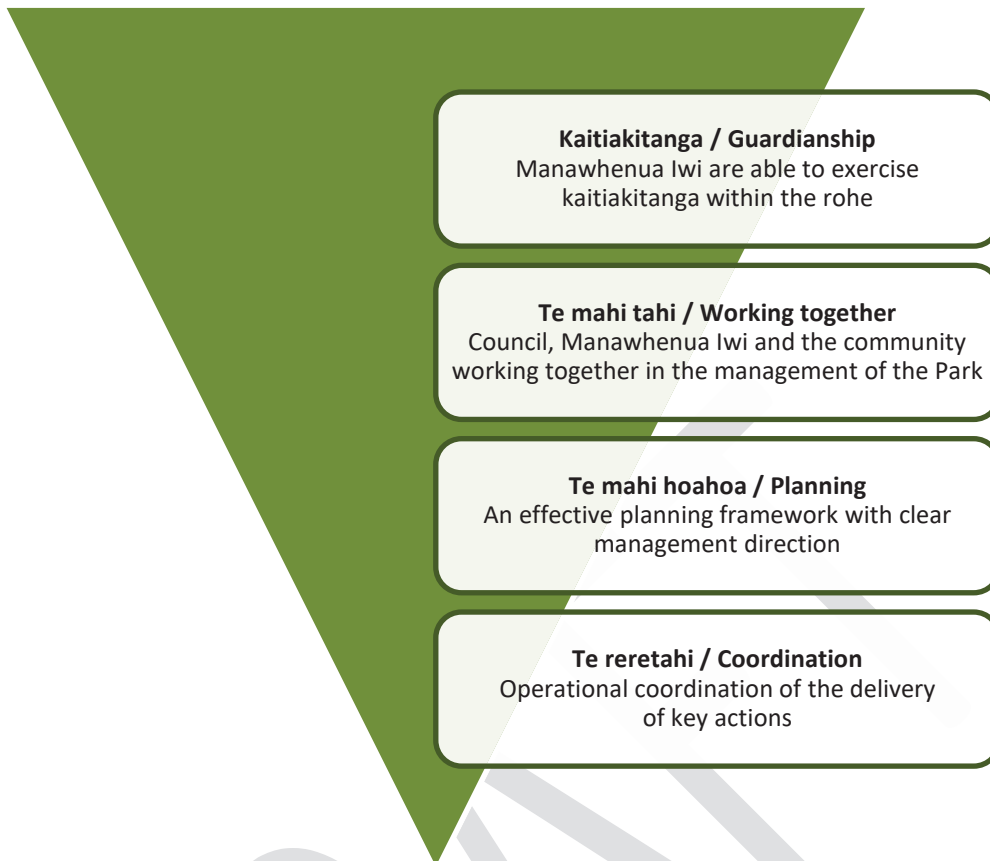 Kaitiakitanga / Guardianship
Manawhenua Iwi are able to exercise
kaitiakitanga within the rohe
Te mahi tahi / Working together
Council, Manawhenua Iwi and the community
working together in the management of the Park
Te mahi hoahoa / Planning
An effective planning framework with clear
management direction
Te reretahi / Coordination
Operational coordination of the delivery
of key actions